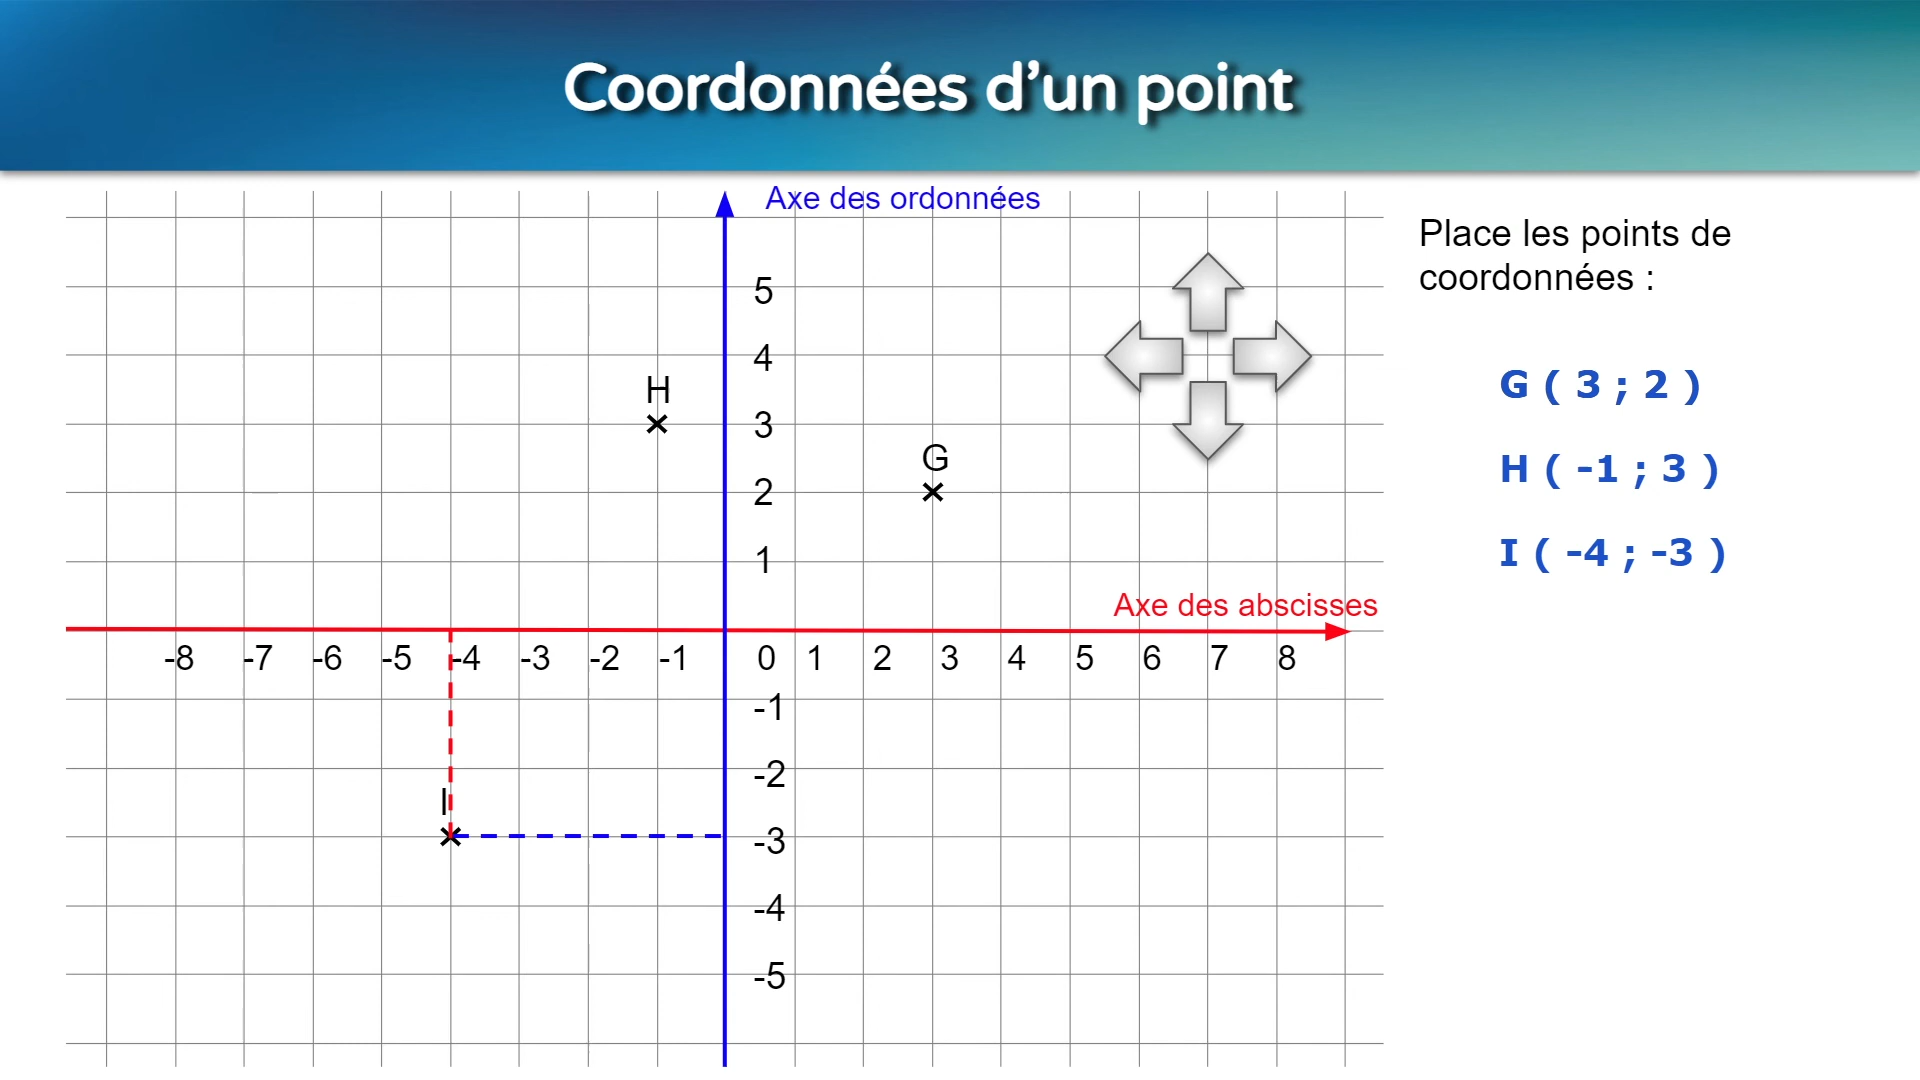 Coordonnées d’un point
Axe des ordonnées
Place les points de
coordonnées :
5
4
H
3
G
2
1
G ( 3 ; 2 )
H ( -1 ; 3 )
I ( -4 ; -3 )
Axe des abscisses
-8 -7 -6 -5 -4 -3 -2 -1 0 1 2 3 4 5 6 7 8
-1
-2
I
-3
-4
-5